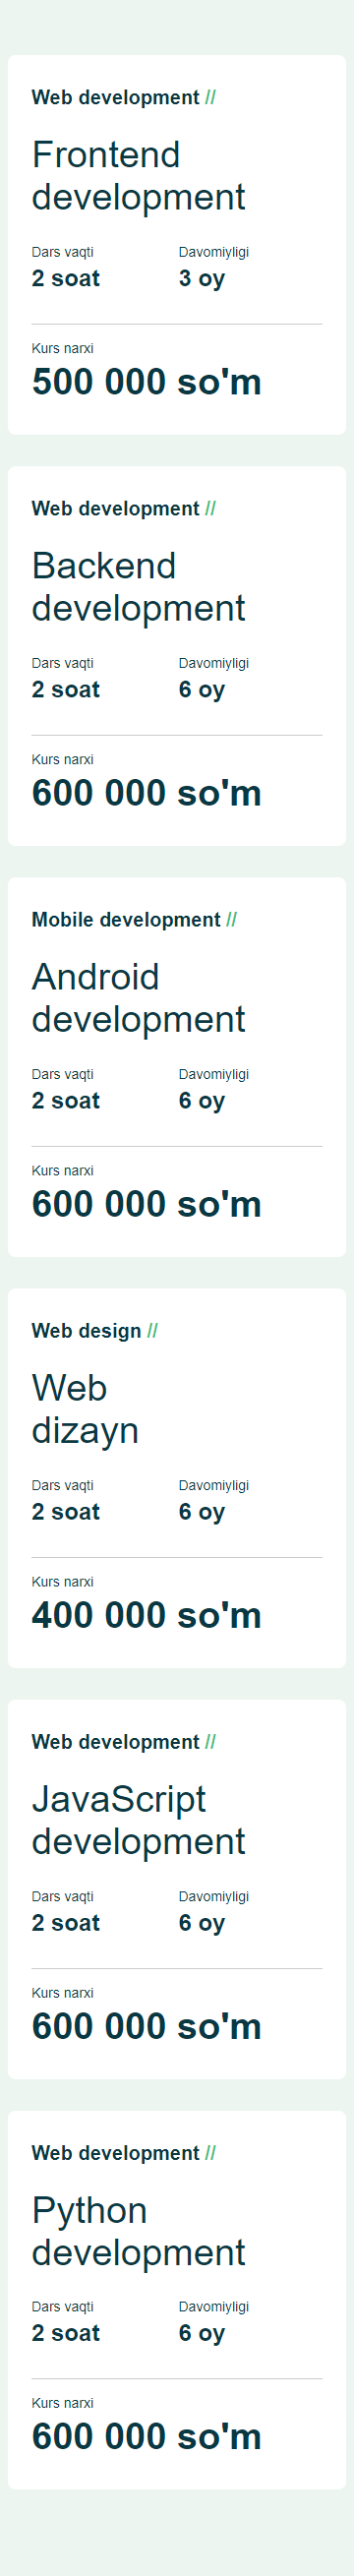 Web development //
Frontend
development
Dars vaqti Davomiyligi
2 soat 3 oy
Kurs narxi
500 000 so'm
Web development //
Backend
development
Dars vaqti Davomiyligi
2 soat 6 oy
Kurs narxi
600 000 so'm
Mobile development //
Android
development
Dars vaqti Davomiyligi
2 soat 6 oy
Kurs narxi
600 000 so'm
Web design //
Web
dizayn
Dars vaqti Davomiyligi
2 soat 6 oy
Kurs narxi
400 000 so'm
Web development //
JavaScript
development
Dars vaqti Davomiyligi
2 soat 6 oy
Kurs narxi
600 000 so'm
Web development //
Python
development
Dars vaqti Davomiyligi
2 soat 6 oy
Kurs narxi
600 000 so'm